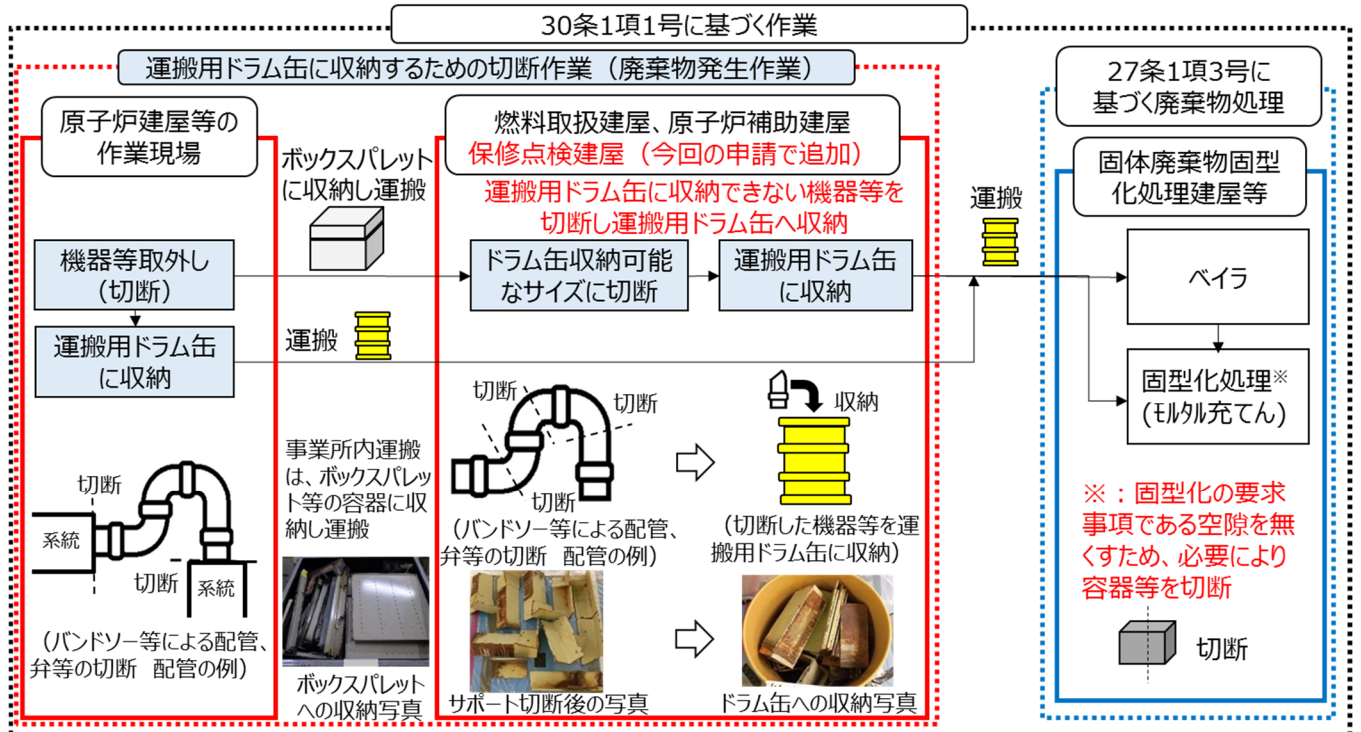 30条1項1号に基づく作業
運搬用ドラム缶に収納するための切断作業（廃棄物発生作業）
原子炉建屋等の
作業現場
機器等取外し
（切断）
運搬用ドラム缶
に収納
切断
系統
切断
系統
（バンドソー等による配管、
弁等の切断　配管の例）
ボックスパレット
に収納し運搬
運搬
事業所内運搬
は、ボックスパレッ
ト等の容器に収
納し運搬
ボックスパレット
への収納写真
燃料取扱建屋、原子炉補助建屋
保修点検建屋（今回の申請で追加）
運搬用ドラム缶に収納できない機器等を
切断し運搬用ドラム缶へ収納
ドラム缶収納可能
なサイズに切断
運搬用ドラム缶
に収納
切断
切断
切断
（バンドソー等による配管、
弁等の切断　配管の例）
収納
（切断した機器等を運
搬用ドラム缶に収納）
サポート切断後の写真
ドラム缶への収納写真
運搬
27条1項3号に
基づく廃棄物処理
固体廃棄物固型
化処理建屋等
ベイラ
固型化処理※
(ﾓﾙﾀﾙ充てん)
※：固型化の要求
事項である空隙を無
くすため、必要により
容器等を切断
切断